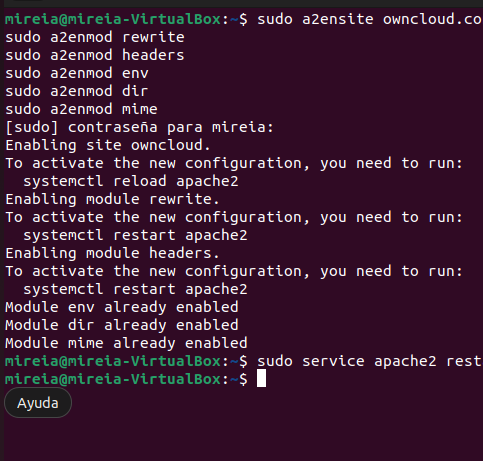 mireia@mireia-VirtualBox:~$ sudo a2ensite owncloud.co
sudo a2enmod rewrite
sudo a2enmod headers
sudo a2enmod env
sudo a2enmod dir
sudo a2enmod mime
[sudo] contraseña para mireia:
Enabling site owncloud.
To activate the new configuration, you need to run:
  systemctl reload apache2
Enabling module rewrite.
To activate the new configuration, you need to run:
  systemctl restart apache2
Enabling module headers.
To activate the new configuration, you need to run:
  systemctl restart apache2
Module env already enabled
Module dir already enabled
Module mime already enabled
mireia@mireia-VirtualBox:~$ sudo service apache2 rest
mireia@mireia-VirtualBox:~$
Ayuda